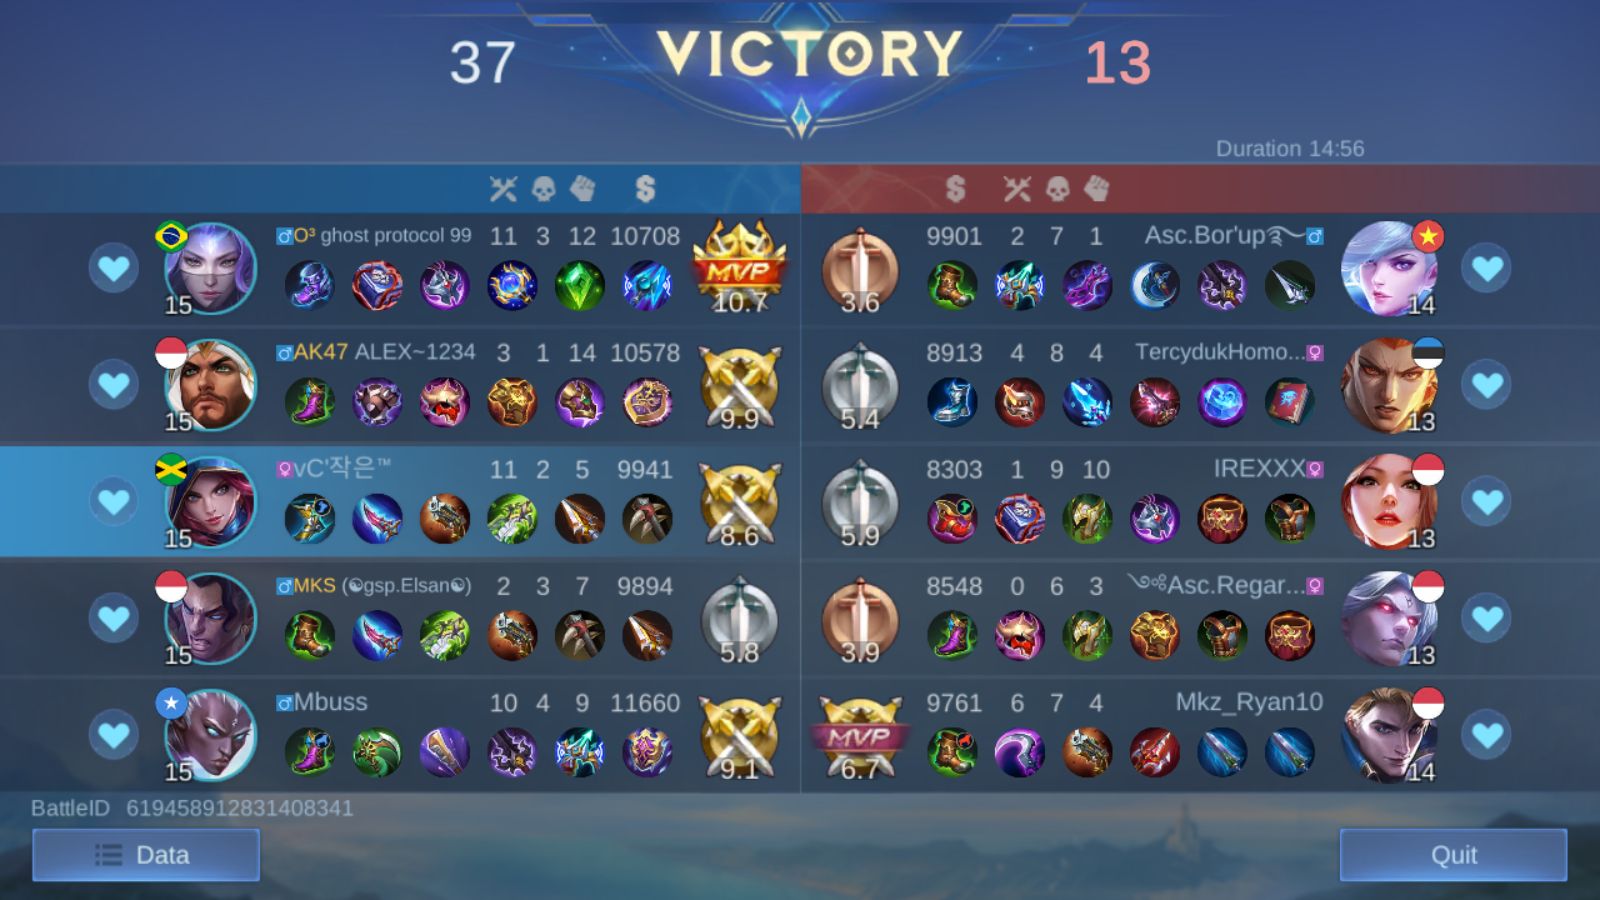 37 VICTORY 13
Duration 14:56
O³ ghost protocol 99 11 3 12 10708 MVP 10.7 15
3.6 9901 2 7 1 Asc.Bor'up 14
AK47 ALEX~1234 3 1 14 10578 9.9 15
5.4 8913 4 8 4 TercydukHomo... 13
vC'작은™ 11 2 5 9941 8.6 15
5.9 8303 1 9 10 IREXXX 13
MKS (☯gsp.Elsan☯) 2 3 7 9894 5.8 15
3.9 8548 0 6 3 Asc.Regar... 13
Mbuss 10 4 9 11660 9.1 15
MVP 6.7 9761 6 7 4 Mkz_Ryan10 14
BattleID 619458912831408341
Data
Quit